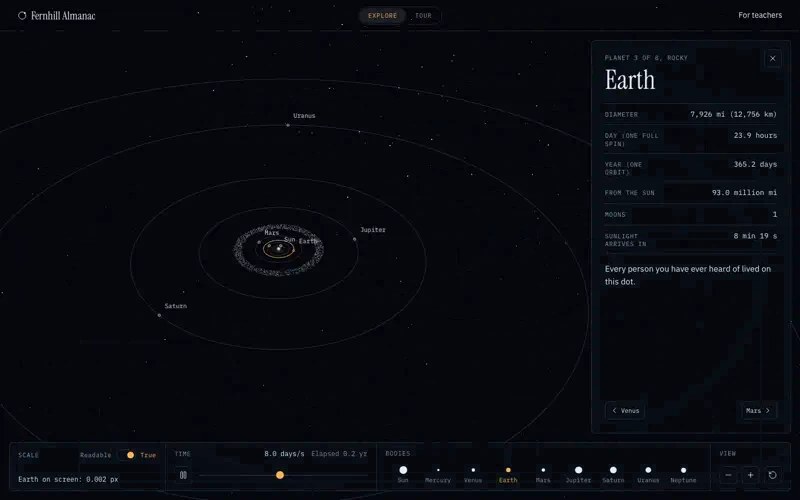 Fernhill Almanac
EXPLORE
TOUR
For teachers
PLANET 3 OF 8, ROCKY
Earth
DIAMETER
7,926 mi (12,756 km)
DAY (ONE FULL SPIN)
23.9 hours
YEAR (ONE ORBIT)
365.2 days
FROM THE SUN
93.0 million mi
MOONS
1
SUNLIGHT ARRIVES IN
8 min 19 s
Every person you have ever heard of lived on
this dot.
Venus
Mars
Uranus
Mars
Sun
Earth
Jupiter
Saturn
SCALE
Readable
True
Earth on screen: 0.002 px
TIME
8.0 days/s
Elapsed 0.2 yr
BODIES
Sun
Mercury
Venus
Earth
Mars
Jupiter
Saturn
Uranus
Neptune
VIEW